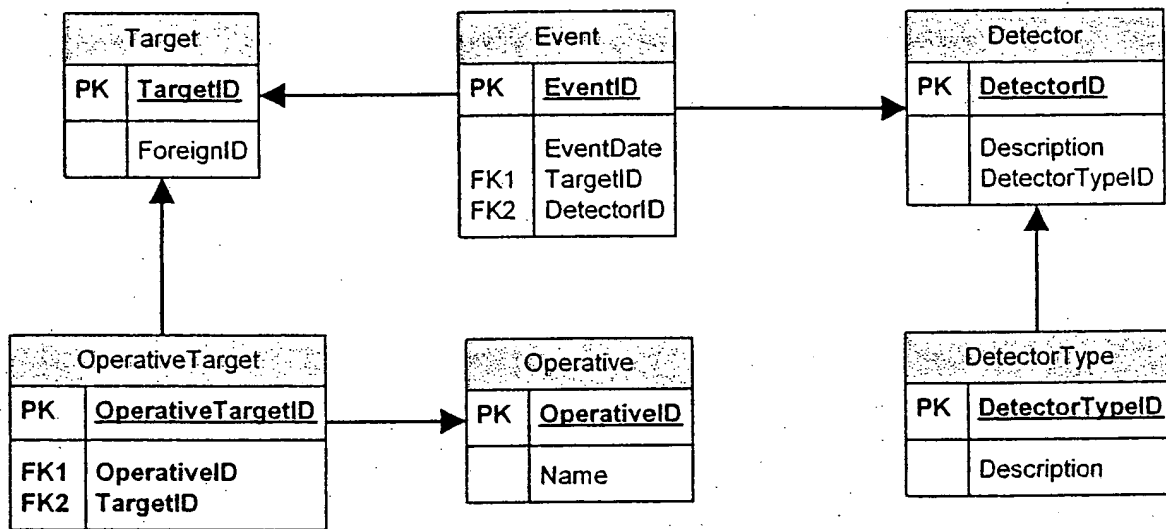 Target
PK TargetID
ForeignID
Event
PK EventID
EventDate
FK1 TargetID
FK2 DetectorID
Detector
PK DetectorID
Description
DetectorTypeID
OperativeTarget
PK OperativeTargetID
FK1 OperativeID
FK2 TargetID
Operative
PK OperativeID
Name
DetectorType
PK DetectorTypeID
Description